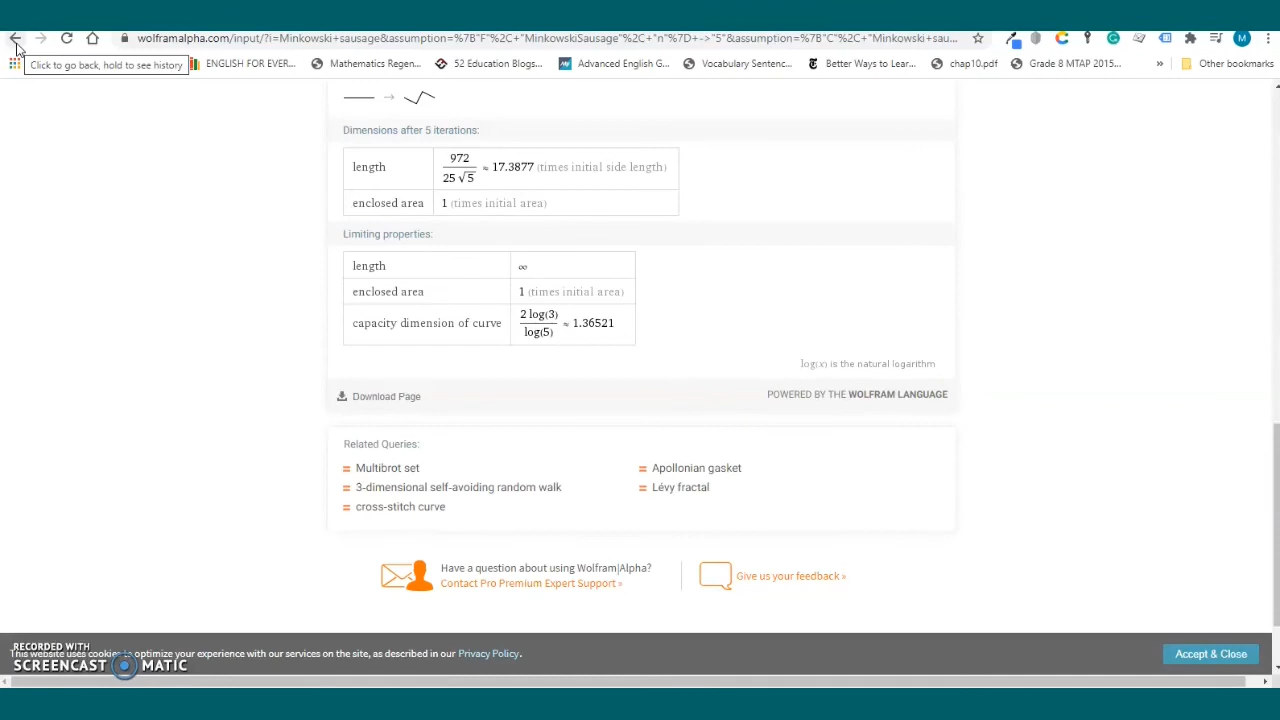 wolframalpha.com/input/?i=Minkowski+sausage&assumption=%7B"F"%2C+"MinkowskiSausage"%2C+"n"%7D+->"5"&assumption=%7B"C"%2C+"Minkowski+sau...
M
Click to go back, hold to see history
ENGLISH FOR EVER...
Mathematics Regen...
52 Education Blogs...
Advanced English G...
Vocabulary Sentenc...
Better Ways to Lear...
chap10.pdf
Grade 8 MTAP 2015...
»
Other bookmarks
→
Dimensions after 5 iterations:
length 972/(25√5) ≈ 17.3877 (times initial side length)
enclosed area 1 (times initial area)
Limiting properties:
length ∞
enclosed area 1 (times initial area)
capacity dimension of curve 2 log(3)/log(5) ≈ 1.36521
log(x) is the natural logarithm
Download Page
POWERED BY THE WOLFRAM LANGUAGE
Related Queries:
Multibrot set
Apollonian gasket
3-dimensional self-avoiding random walk
Lévy fractal
cross-stitch curve
Have a question about using Wolfram|Alpha?
Contact Pro Premium Expert Support »
Give us your feedback »
RECORDED WITH
This website uses cookies to optimize your experience with our services on the site, as described in our Privacy Policy.
Accept & Close
SCREENCAST MATIC